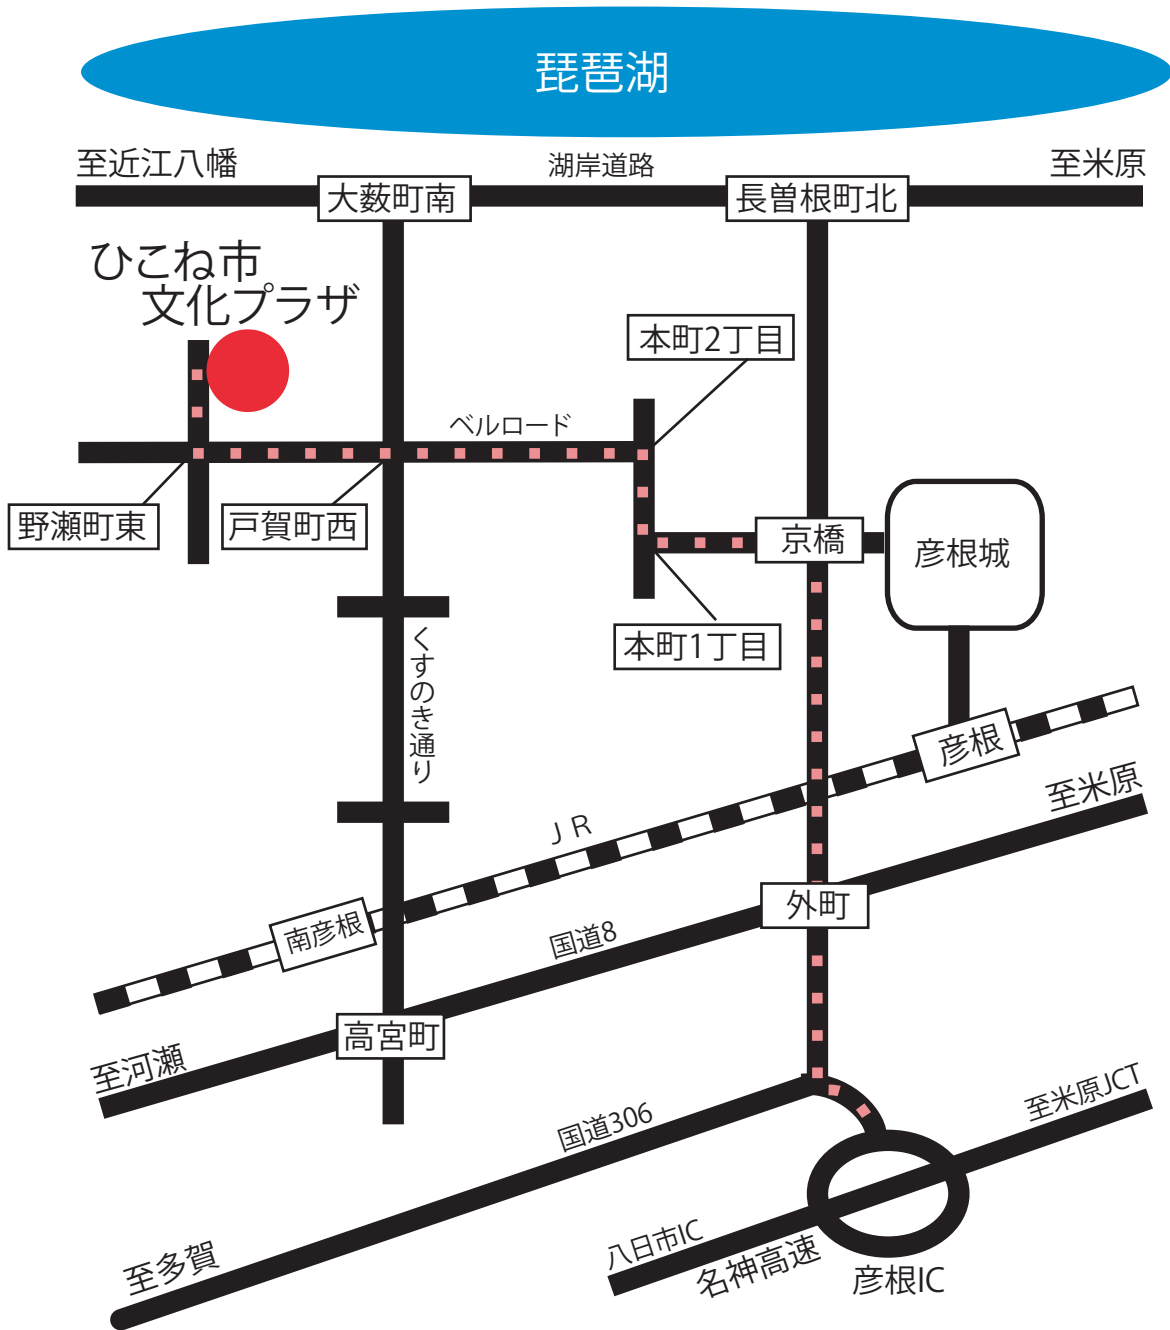 琵琶湖
至近江八幡
湖岸道路
至米原
大薮町南
長曽根町北
ひこね市
文化プラザ
本町2丁目
ベルロード
野瀬町東
戸賀町西
京橋
彦根城
本町1丁目
くすのき通り
彦根
至米原
ＪＲ
外町
南彦根
国道8
高宮町
至河瀬
至米原JCT
国道306
八日市IC
名神高速
至多賀
彦根IC